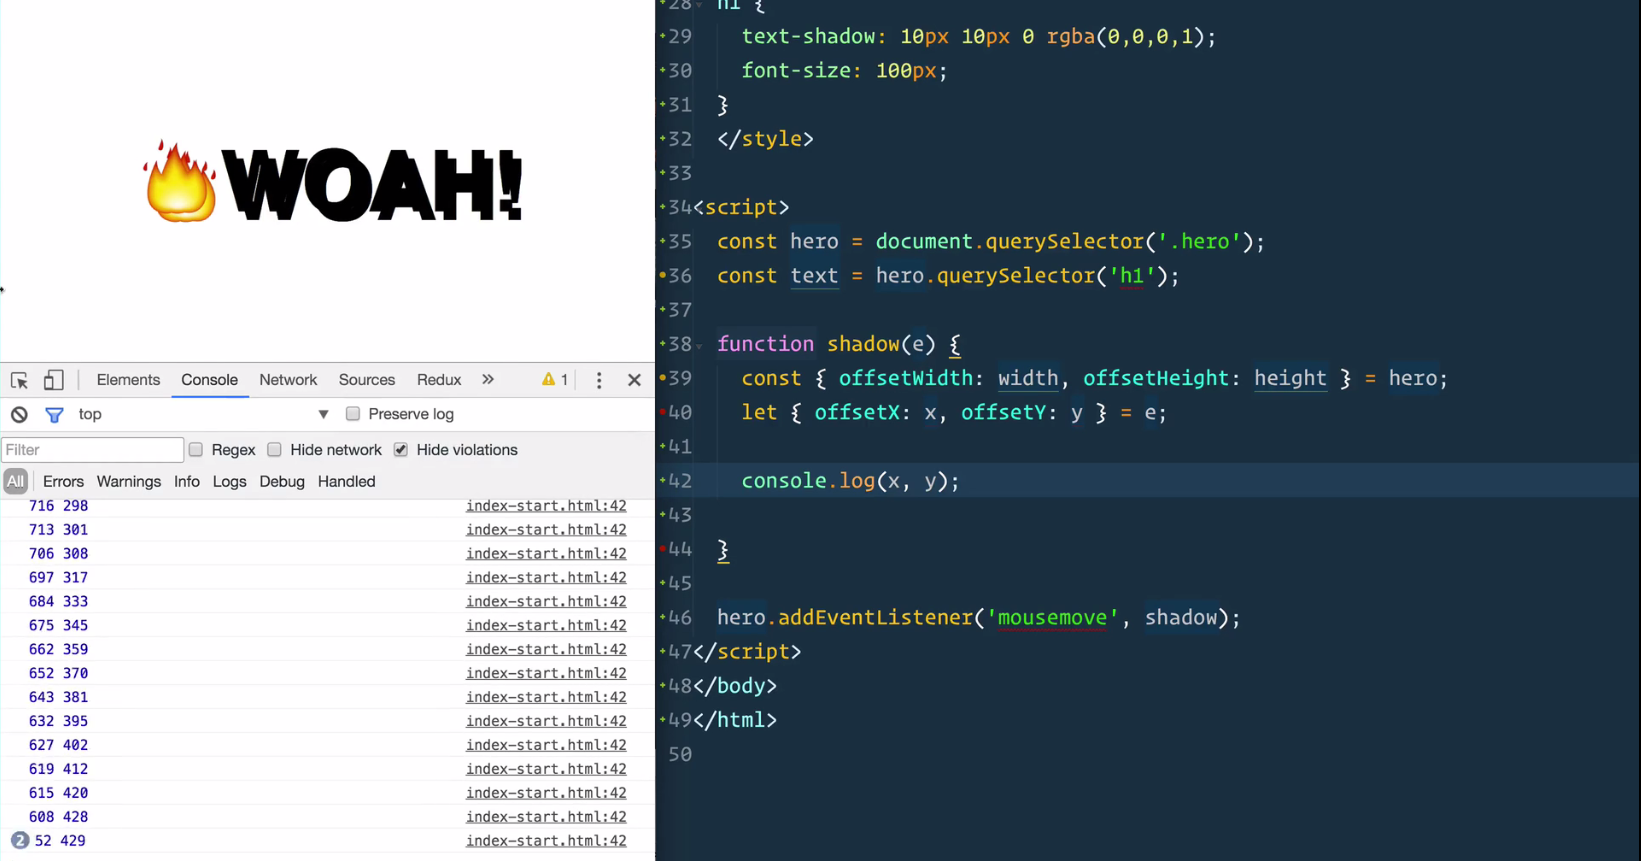 🔥WOAH!
Elements Console Network Sources Redux » 1
top Preserve log
Filter Regex Hide network Hide violations
All Errors Warnings Info Logs Debug Handled
716 298 index-start.html:42
713 301 index-start.html:42
706 308 index-start.html:42
697 317 index-start.html:42
684 333 index-start.html:42
675 345 index-start.html:42
662 359 index-start.html:42
652 370 index-start.html:42
643 381 index-start.html:42
632 395 index-start.html:42
627 402 index-start.html:42
619 412 index-start.html:42
615 420 index-start.html:42
608 428 index-start.html:42
2 52 429 index-start.html:42
28 h1 {
29 text-shadow: 10px 10px 0 rgba(0,0,0,1);
30 font-size: 100px;
31 }
32 </style>
33
34 <script>
35 const hero = document.querySelector('.hero');
36 const text = hero.querySelector('h1');
37
38 function shadow(e) {
39 const { offsetWidth: width, offsetHeight: height } = hero;
40 let { offsetX: x, offsetY: y } = e;
41
42 console.log(x, y);
43
44 }
45
46 hero.addEventListener('mousemove', shadow);
47 </script>
48 </body>
49 </html>
50